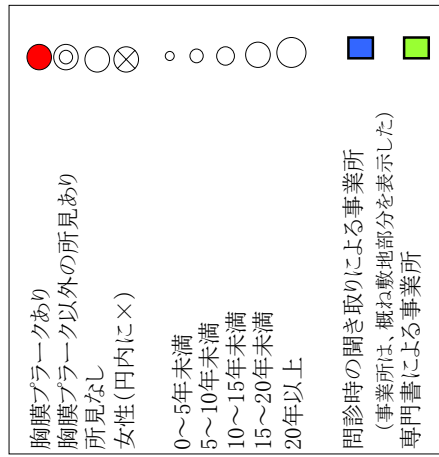 胸膜プラークあり
胸膜プラーク以外の所見あり
所見なし
女性(円内に×)
0～5年未満
5～10年未満
10～15年未満
15～20年未満
20年以上
問診時の聞き取りによる事業所
(事業所は、概ね敷地部分を表示した)
専門書による事業所